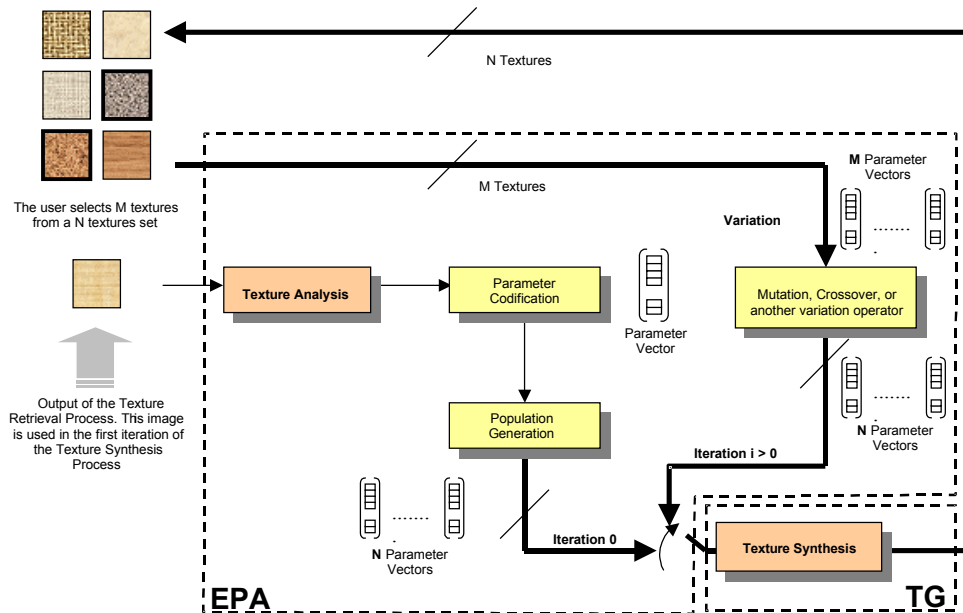 N Textures
M Textures
The user selects M textures
from a N textures set
M Parameter
Vectors
Variation
Texture Analysis
Parameter
Codification
Parameter
Vector
Mutation, Crossover, or
another variation operator
Output of the Texture
Retrieval Process. This image
is used in the first iteration of
the Texture Synthesis
Process
Population
Generation
N Parameter
Vectors
Iteration i > 0
N Parameter
Vectors
Iteration 0
Texture Synthesis
EPA
TG